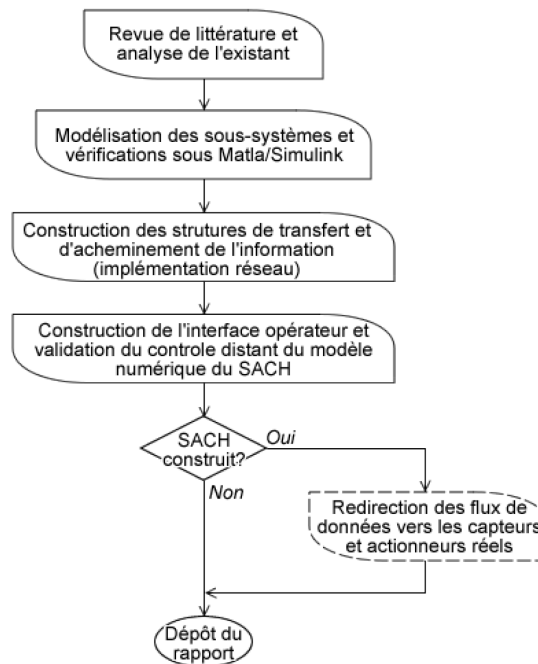 Revue de littérature et
analyse de l'existant
Modélisation des sous-systèmes et
vérifications sous Matla/Simulink
Construction des strutures de transfert et
d'acheminement de l'information
(implémentation réseau)
Construction de l'interface opérateur et
validation du controle distant du modèle
numérique du SACH
SACH
construit?
Oui
Non
Redirection des flux de
données vers les capteurs
et actionneurs réels
Dépôt du
rapport